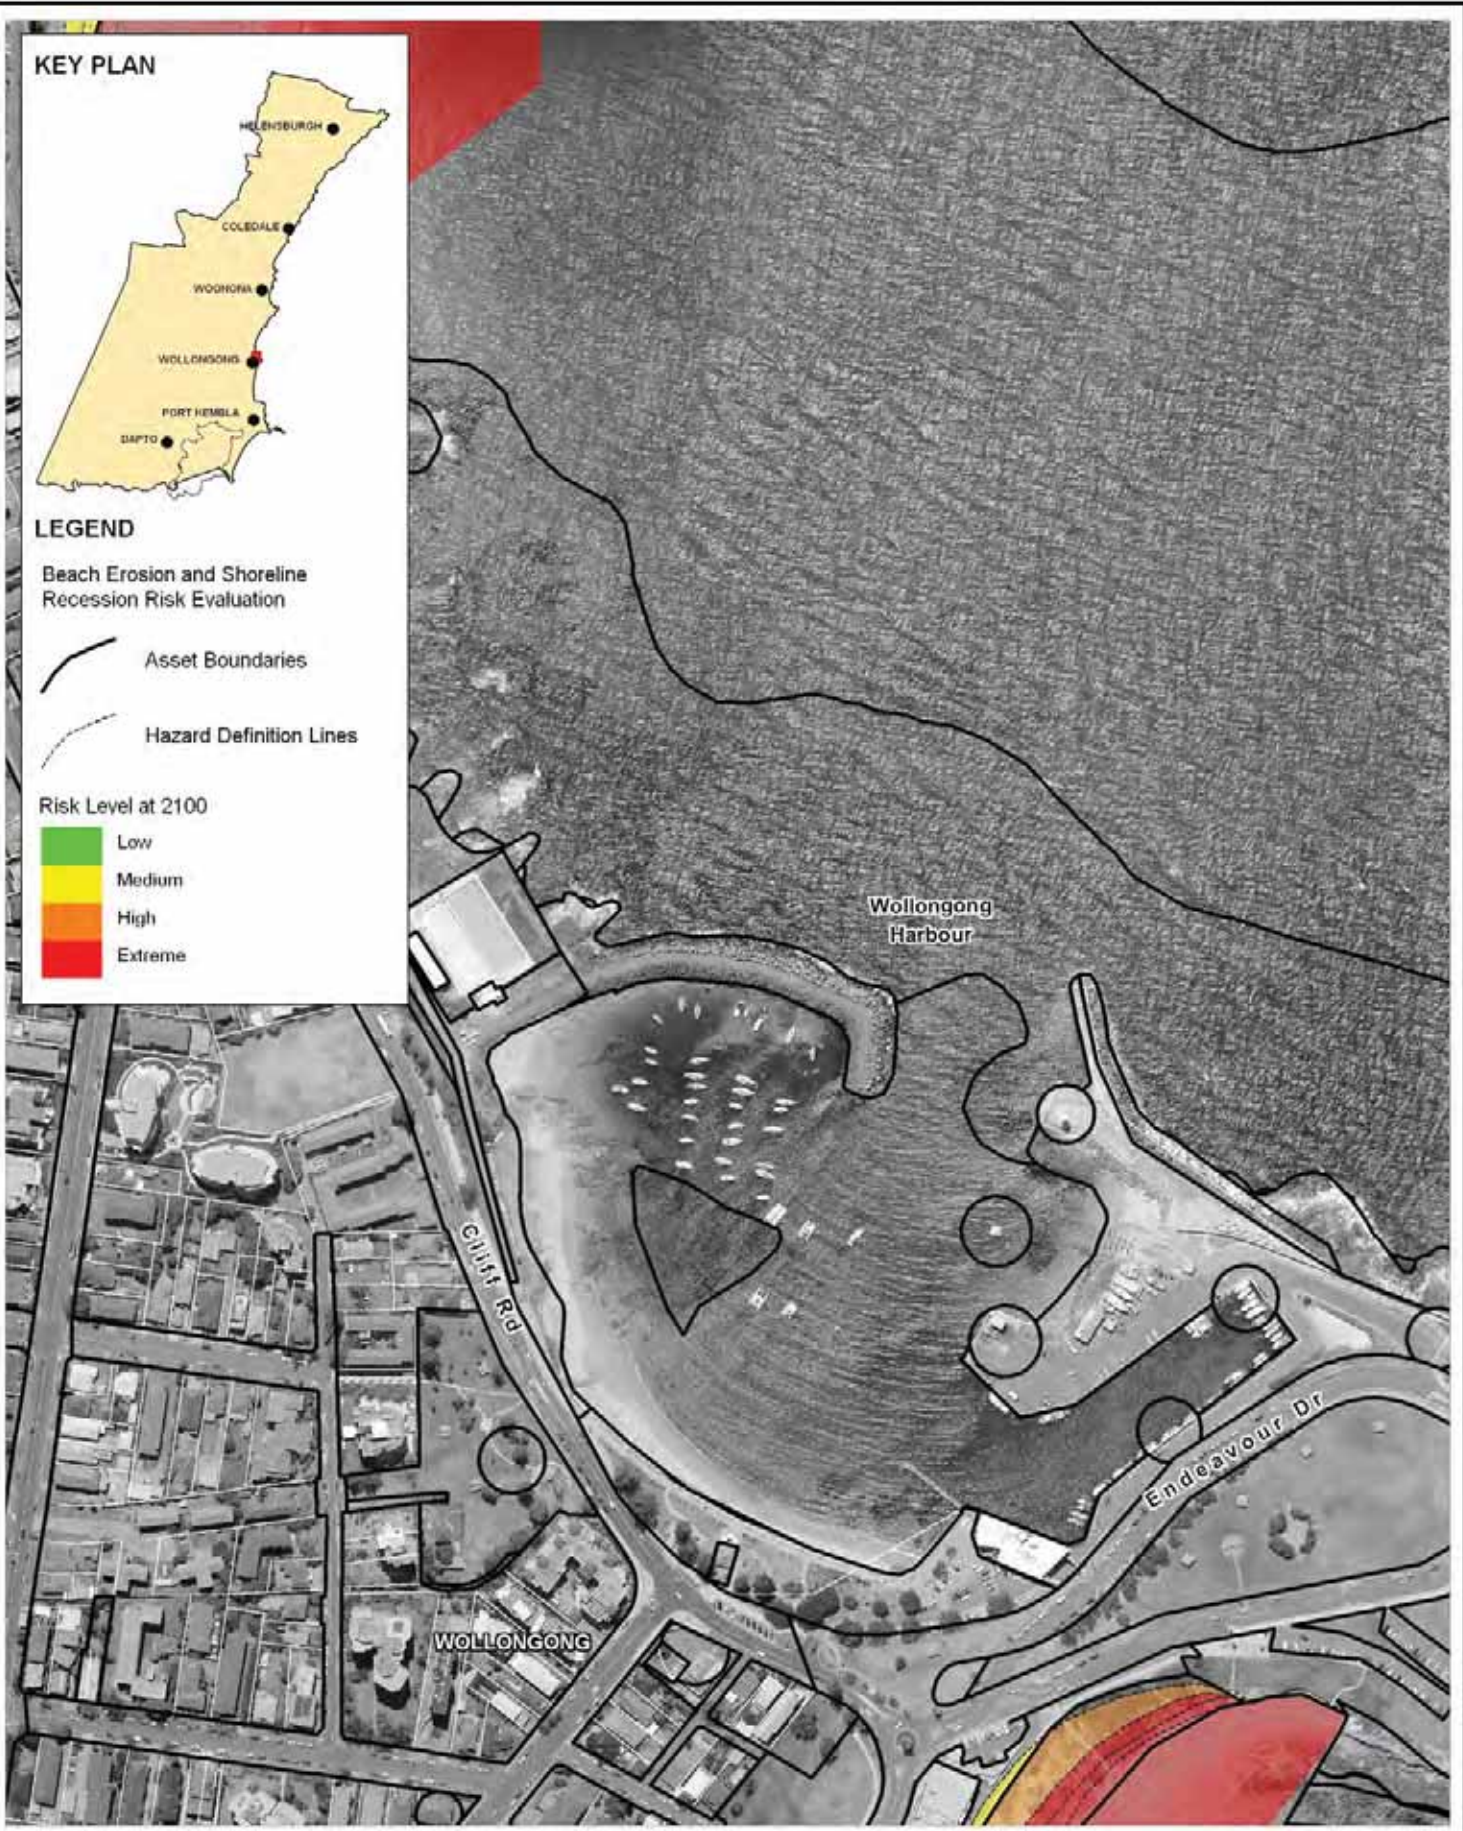 KEY PLAN
HELENSBURGH
COLEDALE
WOONONA
WOLLONGONG
PORT KEMBLA
DAPTO
LEGEND
Beach Erosion and Shoreline
Recession Risk Evaluation
Asset Boundaries
Hazard Definition Lines
Risk Level at 2100
Low
Medium
High
Extreme
Wollongong
Harbour
Cliff Rd
Endeavour Dr
WOLLONGONG